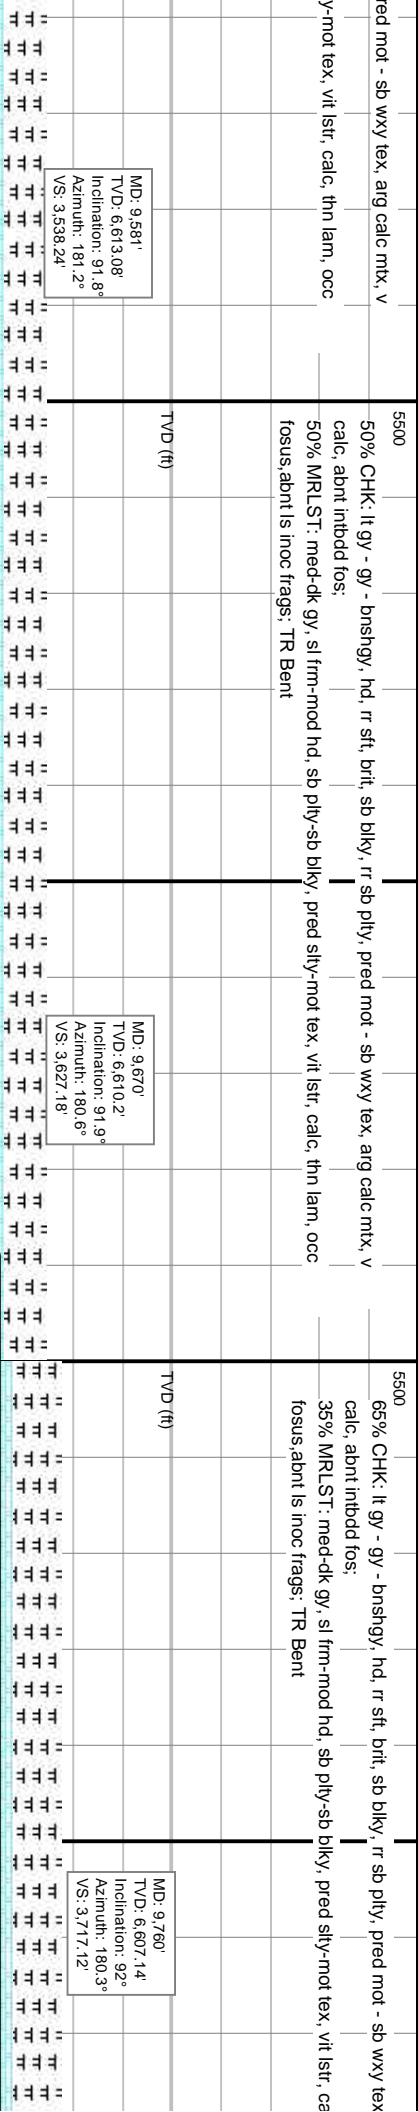 red mot - sb wxy tex, arg calc mtx, v
y-mot tex, vit lstr, calc, thn lam, occ
MD: 9,581'
TVD: 6,613.08'
Inclination: 91.8°
Azimuth: 181.2°
VS: 3,538.24'
5500
50% CHK: lt gy - gy - bnshgy, hd, rr sft, brit, sb blky, rr sb plty, pred mot - sb wxy tex, arg calc mtx, v
calc, abnt intbdd fos;
50% MRLST: med-dk gy, sl frm-mod hd, sb plty-sb blky, pred slty-mot tex, vit lstr, calc, thn lam, occ
fosus,abnt ls inoc frags; TR Bent
TVD (ft)
MD: 9,670'
TVD: 6,610.2'
Inclination: 91.9°
Azimuth: 180.6°
VS: 3,627.18'
5500
65% CHK: lt gy - gy - bnshgy, hd, rr sft, brit, sb blky, rr sb plty, pred mot - sb wxy tex
calc, abnt intbdd fos;
35% MRLST: med-dk gy, sl frm-mod hd, sb plty-sb blky, pred slty-mot tex, vit lstr, ca
fosus,abnt ls inoc frags; TR Bent
TVD (ft)
MD: 9,760'
TVD: 6,607.14'
Inclination: 92°
Azimuth: 180.3°
VS: 3,717.12'